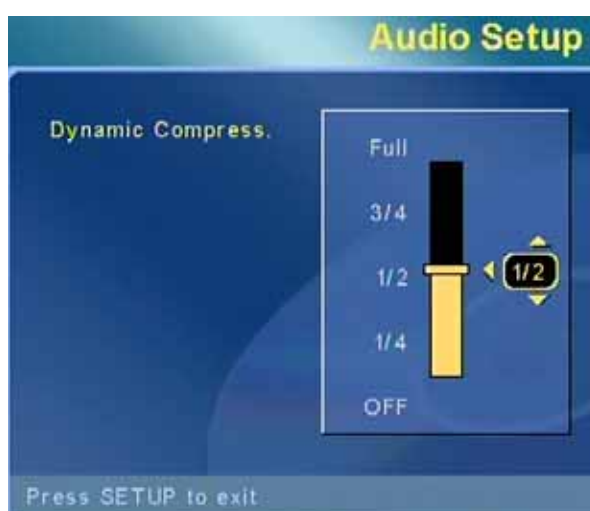 Audio Setup
Dynamic Compress.
Full
3/4
1/2
1/2
1/4
OFF
Press SETUP to exit